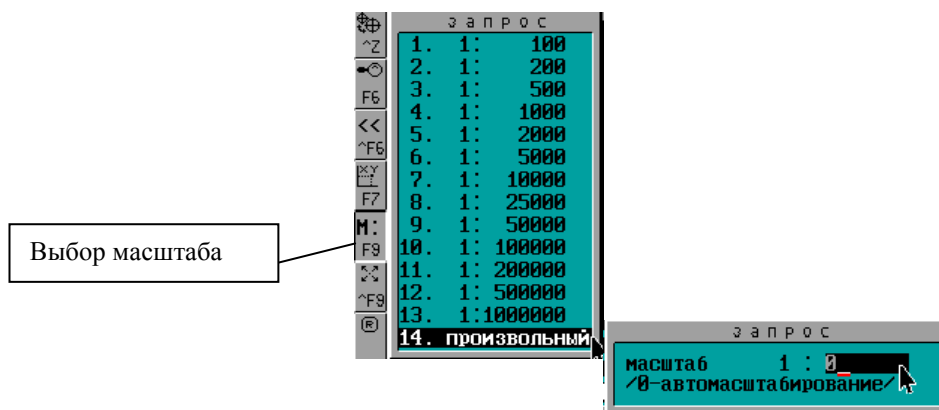 запрос
^Z
F6
<<
^F6
XY
F7
M:
F9
^F9
®
1. 1: 100
2. 1: 200
3. 1: 500
4. 1: 1000
5. 1: 2000
6. 1: 5000
7. 1: 10000
8. 1: 25000
9. 1: 50000
10. 1: 100000
11. 1: 200000
12. 1: 500000
13. 1:1000000
14. произвольный
Выбор масштаба
запрос
масштаб 1 : 0
/0-автомасштабирование/